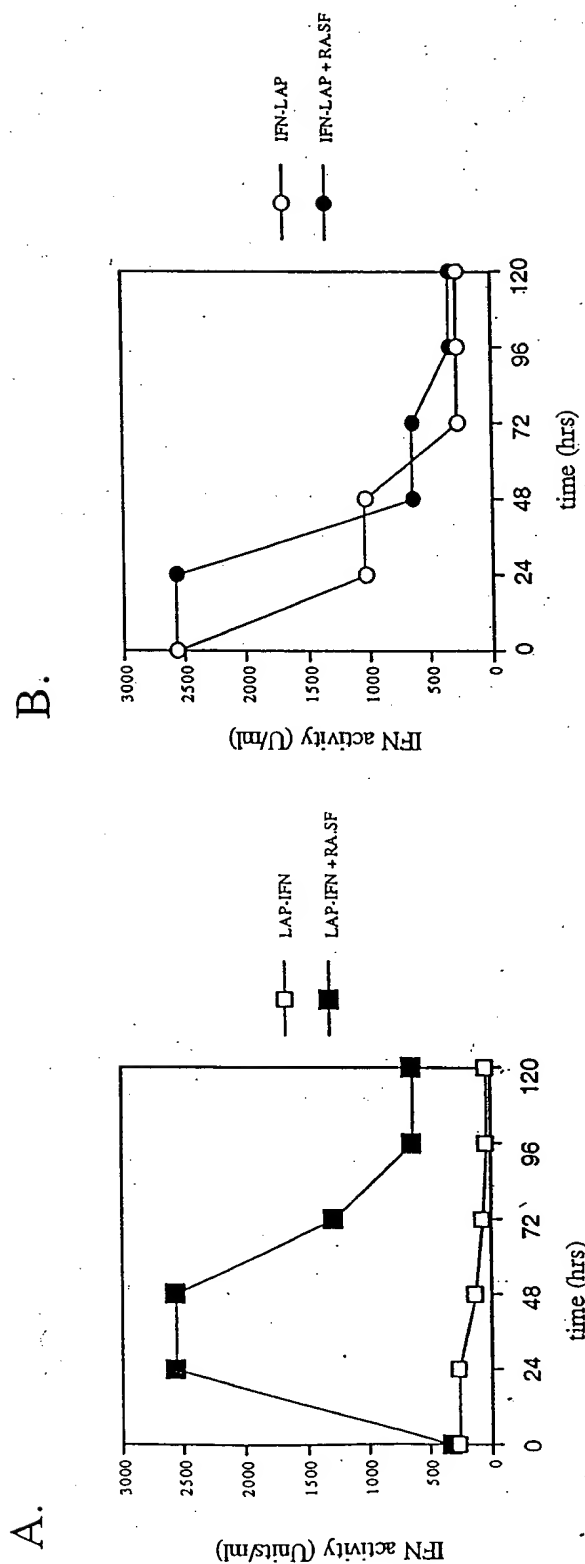 A.
IFN activity (Units/ml)
3000
2500
2000
1500
1000
500
0
0 24 48 72 96 120
time (hrs)
LAP-IFN
LAP-IFN + RA.SF
B.
IFN activity (U/ml)
3000
2500
2000
1500
1000
500
0
0 24 48 72 96 120
time (hrs)
IFN-LAP
IFN-LAP + RA.SF